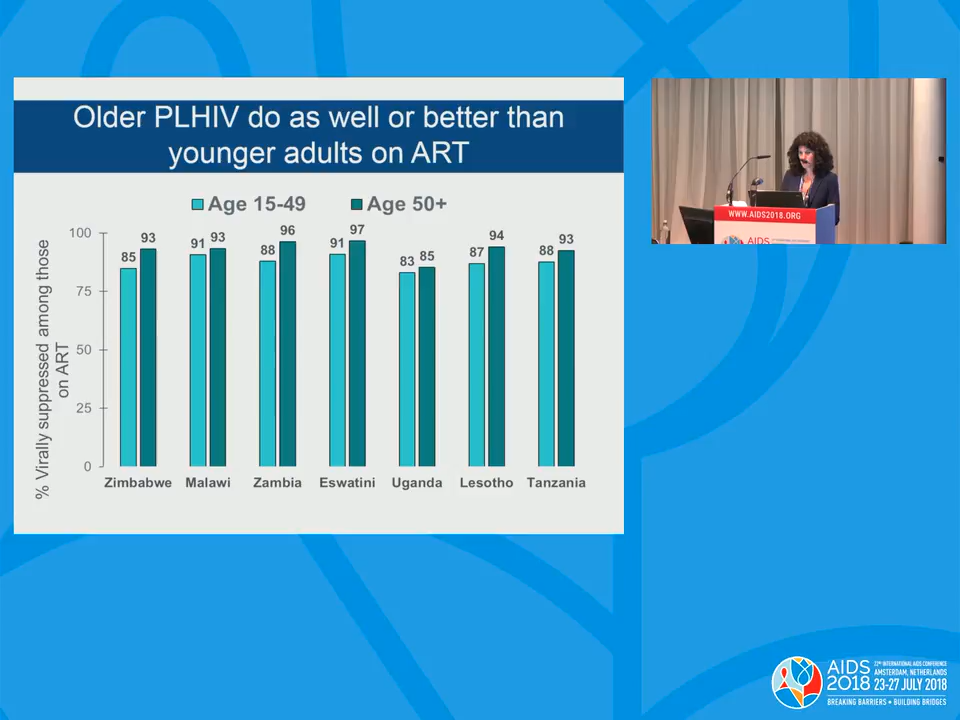 Older PLHIV do as well or better than
younger adults on ART
Age 15-49
Age 50+
% Virally suppressed among those
on ART
100
75
50
25
0
85 93
91 93
88 96
91 97
83 85
87 94
88 93
Zimbabwe Malawi Zambia Eswatini Uganda Lesotho Tanzania
WWW.AIDS2018.ORG
AIDS
AIDS
2018
22ND INTERNATIONAL AIDS CONFERENCE
AMSTERDAM, NETHERLANDS
23-27 JULY 2018
BREAKING BARRIERS • BUILDING BRIDGES